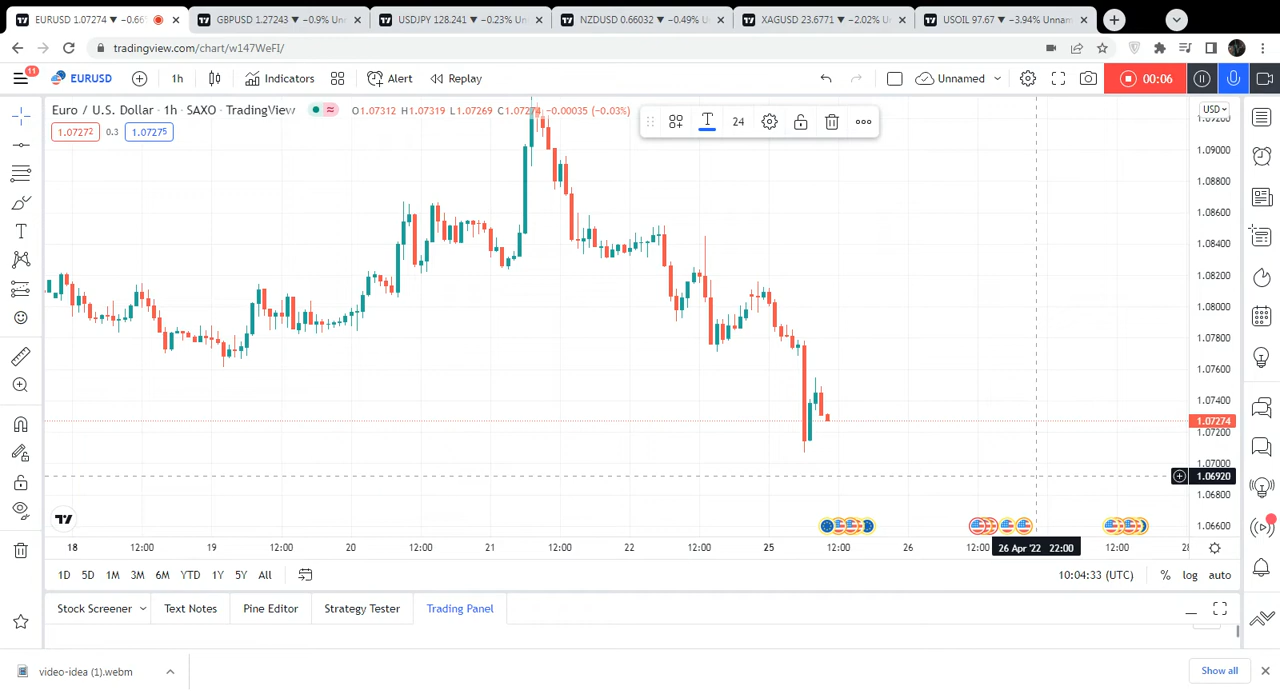 EURUSD 1.07274 ▼ −0.66
GBPUSD 1.27243 ▼ −0.9% Un
USDJPY 128.241 ▼ −0.23% Unn
NZDUSD 0.66032 ▼ −0.49% Un
XAGUSD 23.6771 ▼ −2.02% Un
USOIL 97.67 ▼ −3.94% Unnam
tradingview.com/chart/w147WeFI/
11
EURUSD
1h
Indicators
Alert
Replay
Unnamed
00:06
Euro / U.S. Dollar · 1h · SAXO · TradingView
O1.07312 H1.07319 L1.07269 C1.07274 −0.00035 (−0.03%)
24
USD
1.07272
0.3
1.07275
1.09200
1.09000
1.08800
1.08600
1.08400
1.08200
1.08000
1.07800
1.07600
1.07400
1.07274
1.07200
1.07000
1.06920
1.06800
1.06600
18
12:00
19
12:00
20
12:00
21
12:00
22
12:00
25
12:00
26
12:00
26 Apr '22 22:00
12:00
28
1D
5D
1M
3M
6M
YTD
1Y
5Y
All
10:04:33 (UTC)
%
log
auto
Stock Screener
Text Notes
Pine Editor
Strategy Tester
Trading Panel
video-idea (1).webm
Show all